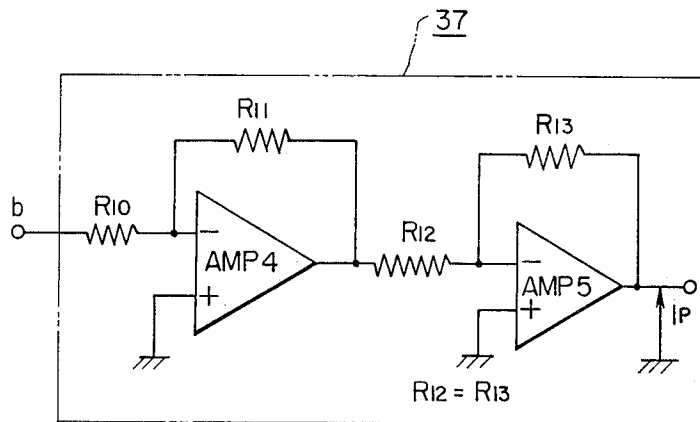 37
R11
R13
b
R10
R12
−
AMP4
+
−
AMP5
+
IP
R12 = R13